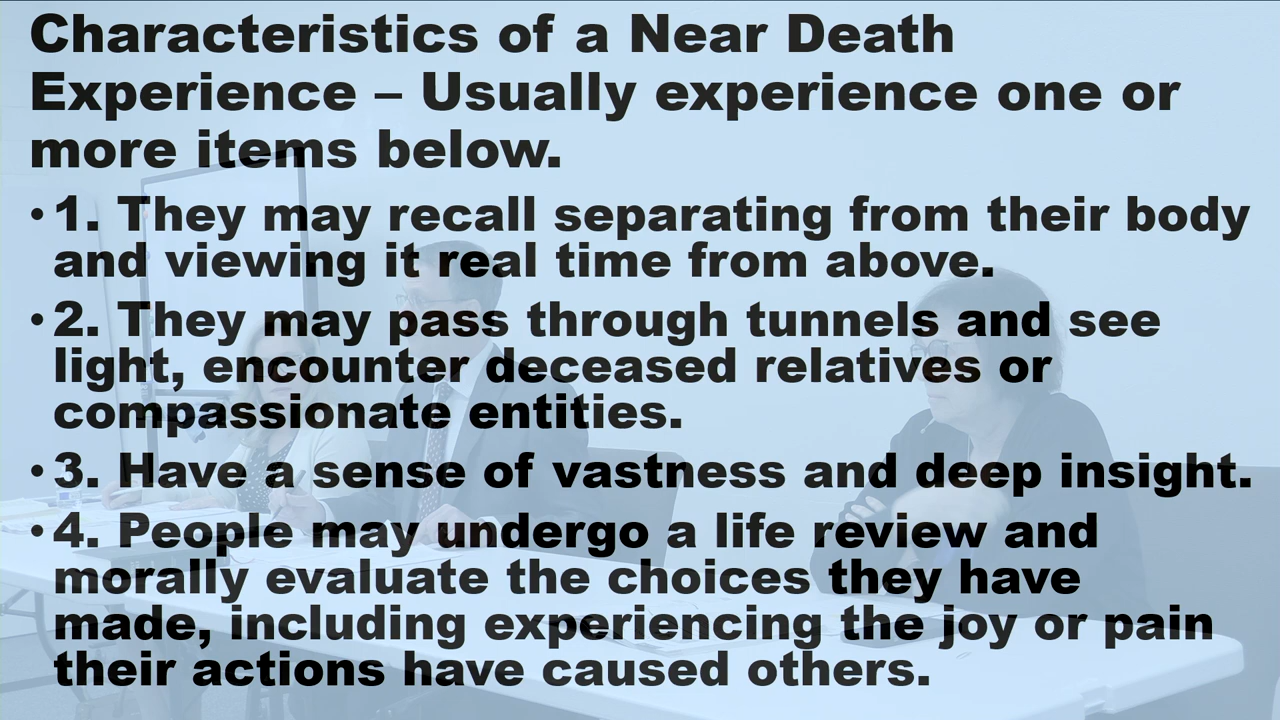 Characteristics of a Near Death
Experience – Usually experience one or
more items below.
• 1. They may recall separating from their body
and viewing it real time from above.
• 2. They may pass through tunnels and see
light, encounter deceased relatives or
compassionate entities.
• 3. Have a sense of vastness and deep insight.
• 4. People may undergo a life review and
morally evaluate the choices they have
made, including experiencing the joy or pain
their actions have caused others.